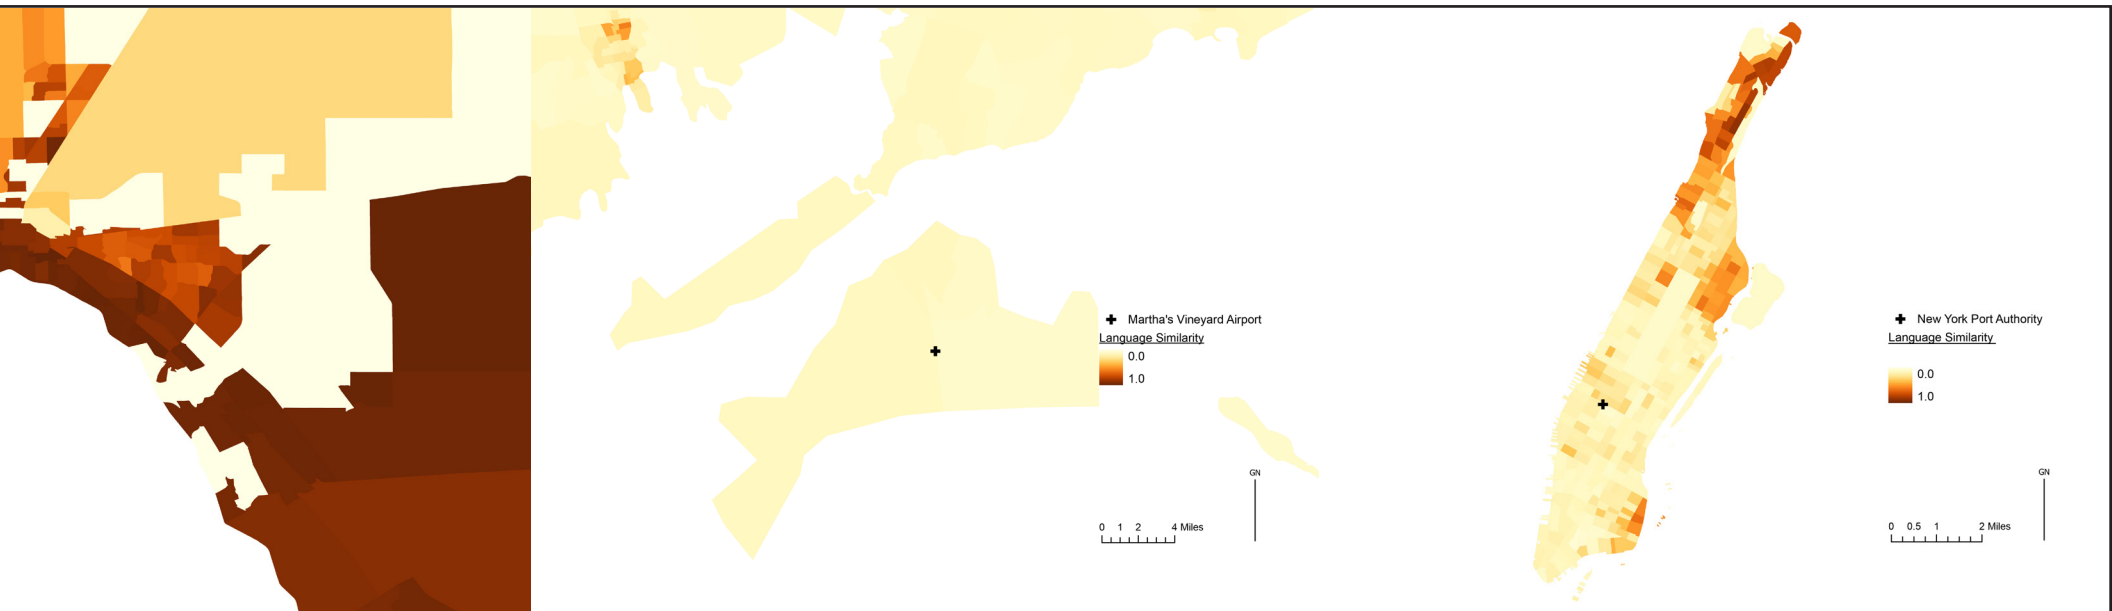 Martha's Vineyard Airport
Language Similarity
0.0
1.0
GN
0 1 2 4 Miles
New York Port Authority
Language Similarity
0.0
1.0
GN
0 0.5 1 2 Miles